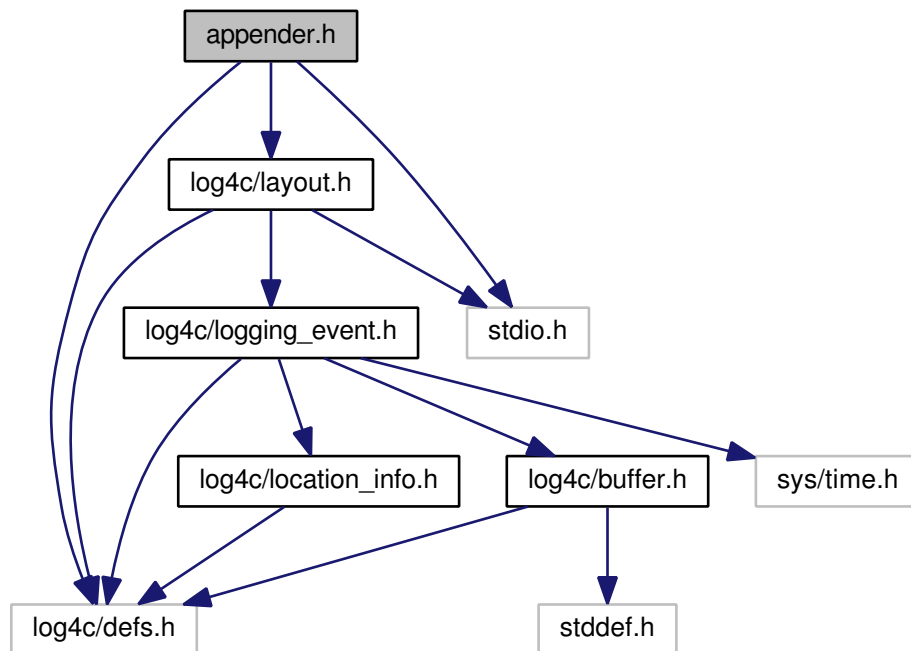 appender.h
log4c/layout.h
log4c/logging_event.h
stdio.h
log4c/location_info.h
log4c/buffer.h
sys/time.h
log4c/defs.h
stddef.h